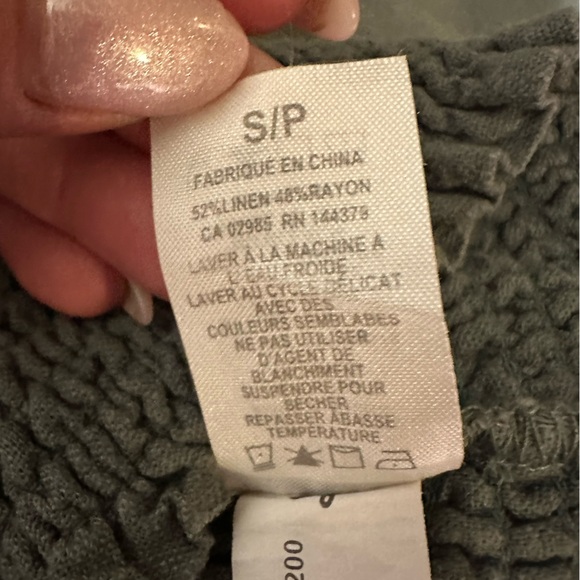 S/P
FABRIQUÉ EN CHINA
52%LINEN 48%RAYON
CA 02985 RN 144379
LAVER À LA MACHINE À
L'EAU FROIDE
LAVER AU CYCLE DÉLICAT
AVEC DES
COULEURS SEMBLABES
NE PAS UTILISER
D'AGENT DE
BLANCHIMENT
SUSPENDRE POUR
SÉCHER
REPASSER ÀBASSE
TEMPÉRATURE
200